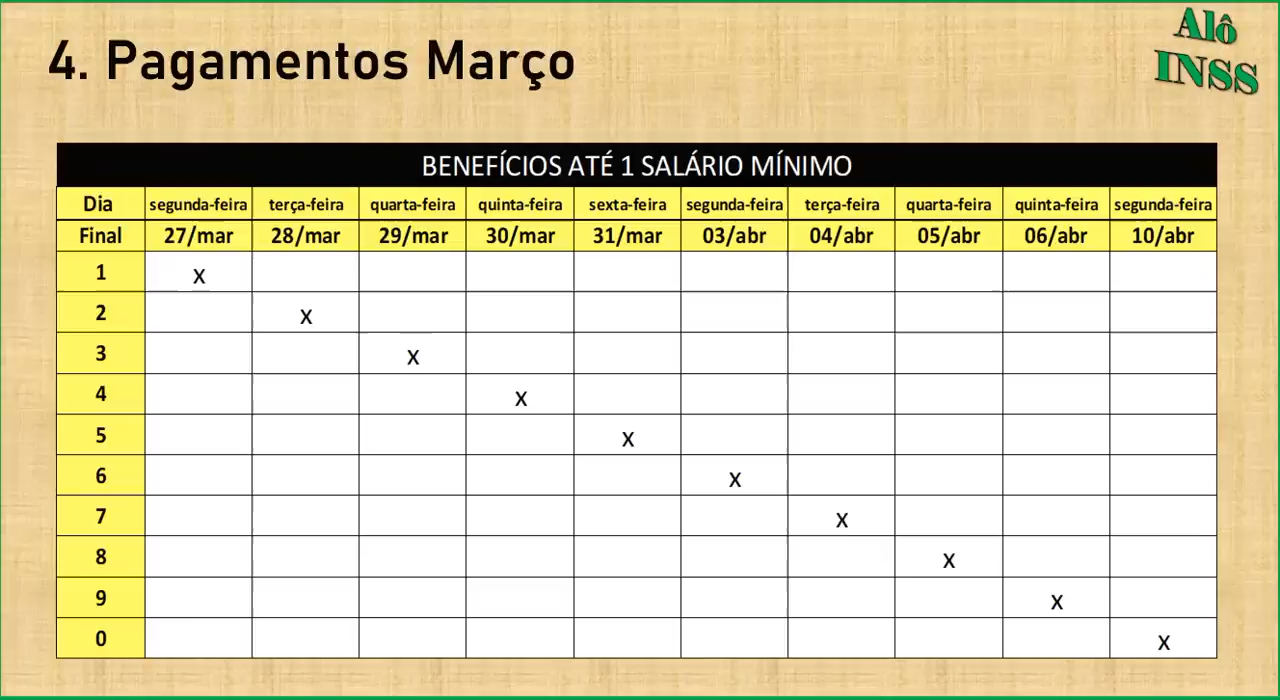 4. Pagamentos Março
Alô
INSS
BENEFÍCIOS ATÉ 1 SALÁRIO MÍNIMO
Dia segunda-feira terça-feira quarta-feira quinta-feira sexta-feira segunda-feira terça-feira quarta-feira quinta-feira segunda-feira
Final 27/mar 28/mar 29/mar 30/mar 31/mar 03/abr 04/abr 05/abr 06/abr 10/abr
1 x
2 x
3 x
4 x
5 x
6 x
7 x
8 x
9 x
0 x